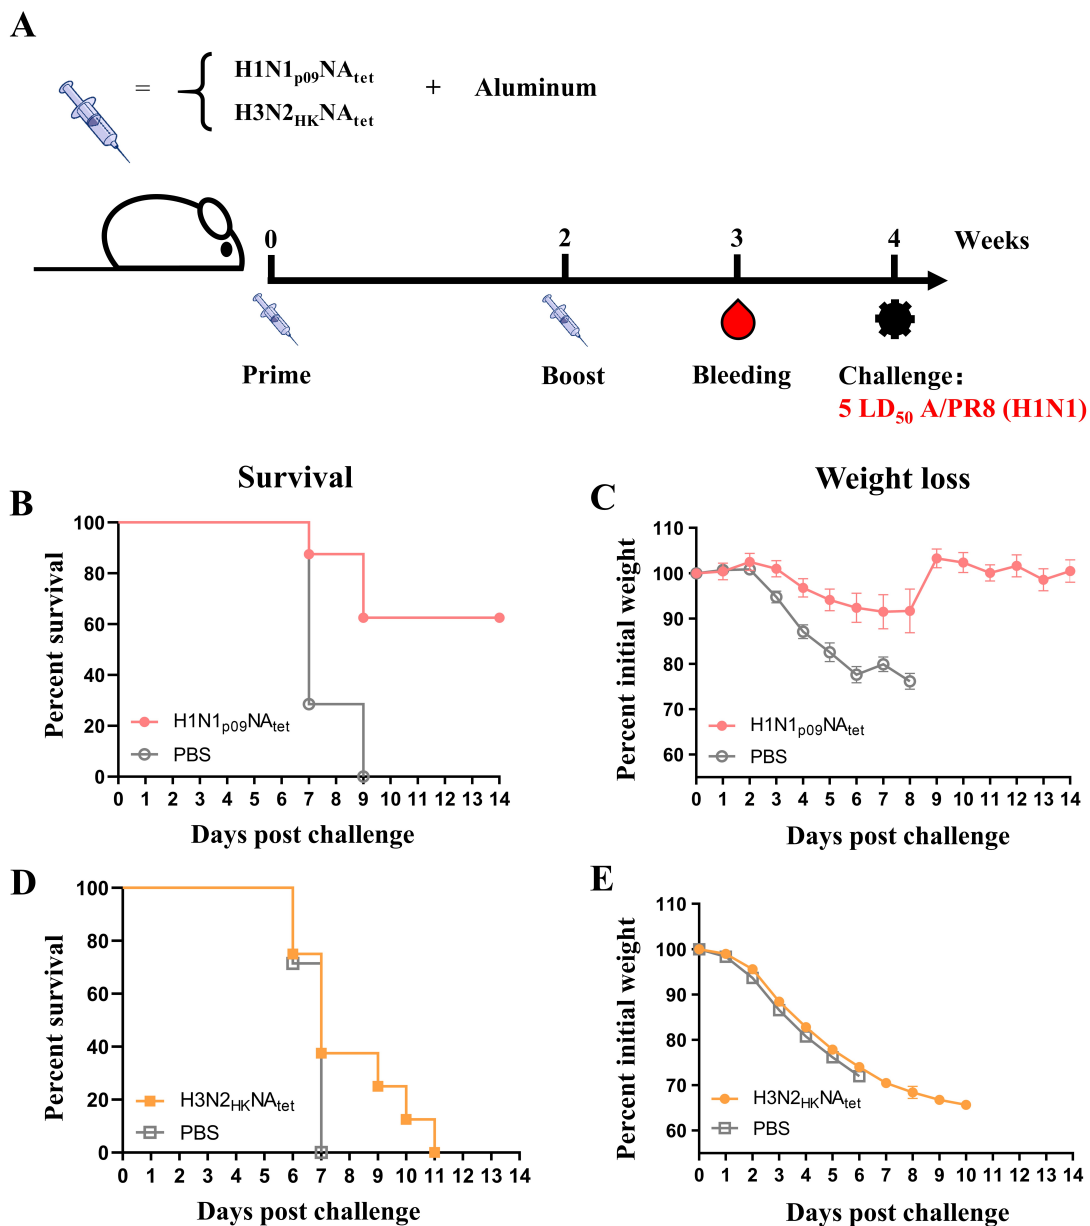 A
= H1N1p09NAtet + Aluminum
H3N2HKNAtet
0 2 3 4 Weeks
Prime Boost Bleeding Challenge:
5 LD50 A/PR8 (H1N1)
Survival Weight loss
B
Percent survival
100
80
60
40
20
0
H1N1p09NAtet
PBS
0 1 2 3 4 5 6 7 8 9 10 11 12 13 14
Days post challenge
C
Percent initial weight
110
100
90
80
70
60
H1N1p09NAtet
PBS
0 1 2 3 4 5 6 7 8 9 10 11 12 13 14
Days post challenge
D
Percent survival
100
80
60
40
20
0
H3N2HKNAtet
PBS
0 1 2 3 4 5 6 7 8 9 10 11 12 13 14
Days post challenge
E
Percent initial weight
110
100
90
80
70
60
H3N2HKNAtet
PBS
0 1 2 3 4 5 6 7 8 9 10 11 12 13 14
Days post challenge